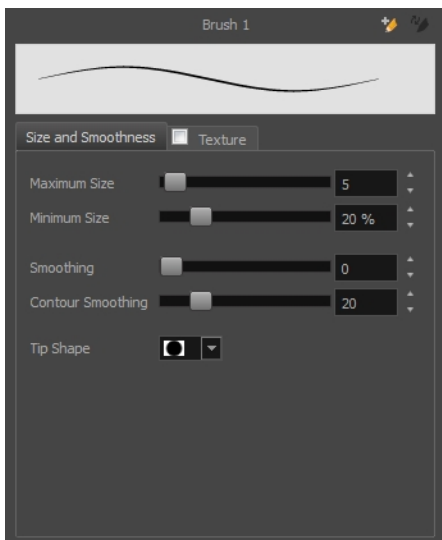 Brush 1
Size and Smoothness Texture
Maximum Size 5
Minimum Size 20 %
Smoothing 0
Contour Smoothing 20
Tip Shape